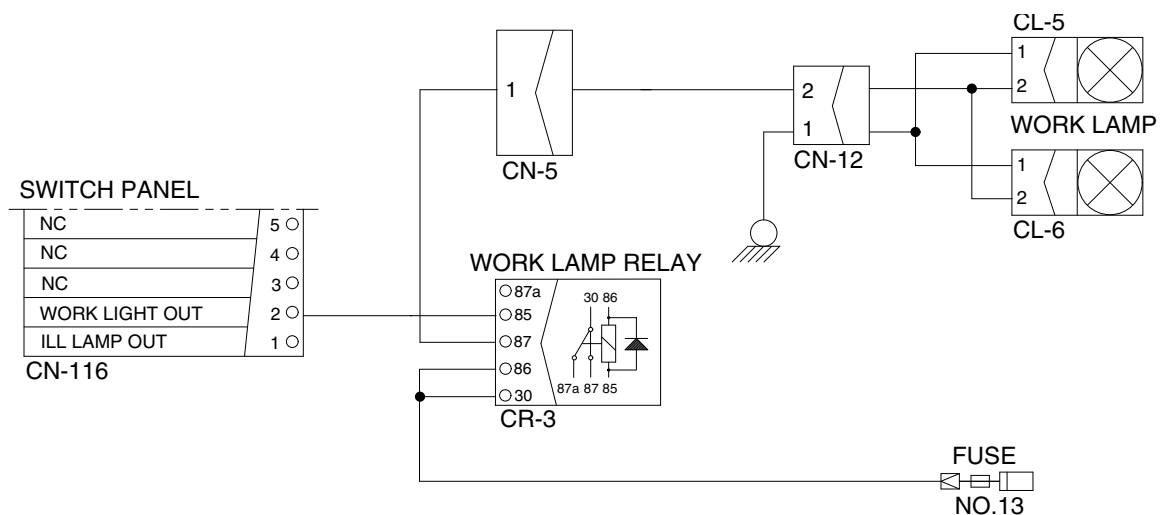 CL-5
1
2
WORK LAMP
1
2
CL-6
2
1
CN-12
1
CN-5
SWITCH PANEL
NC 5
NC 4
NC 3
WORK LIGHT OUT 2
ILL LAMP OUT 1
CN-116
WORK LAMP RELAY
87a
85
87
86
30
30 86
87a 87 85
CR-3
FUSE
NO.13